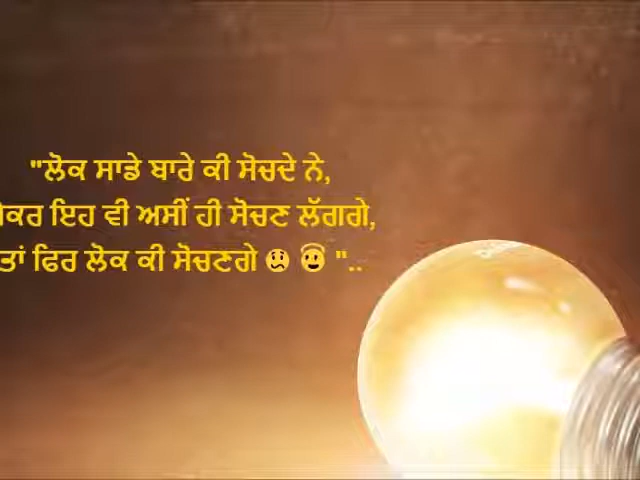 "ਲੋਕ ਸਾਡੇ ਬਾਰੇ ਕੀ ਸੋਚਦੇ ਨੇ,
ਇਹ ਵੀ ਅਸੀਂ ਹੀ ਸੋਚਣ ਲੱਗਗੇ,
ਤਾਂ ਫਿਰ ਲੋਕ ਕੀ ਸੋਚਣਗੇ 😟 😇 "..